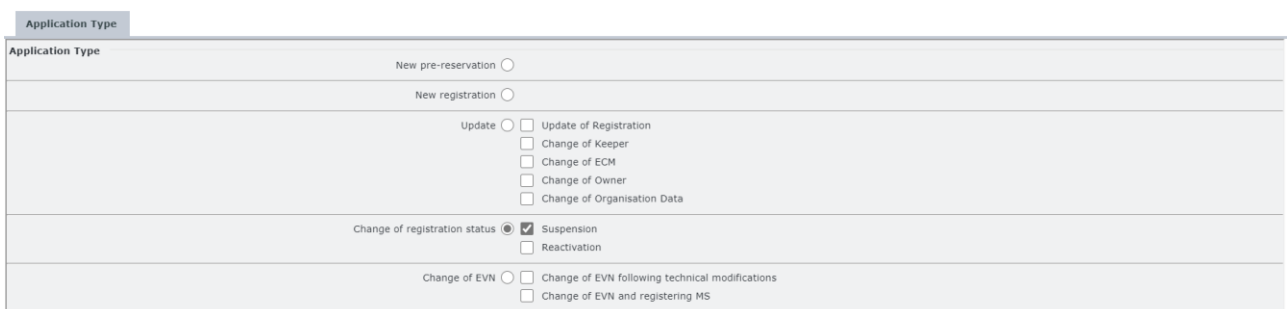 Application Type
Application Type
New pre-reservation
New registration
Update Update of Registration
Change of Keeper
Change of ECM
Change of Owner
Change of Organisation Data
Change of registration status Suspension
Reactivation
Change of EVN Change of EVN following technical modifications
Change of EVN and registering MS